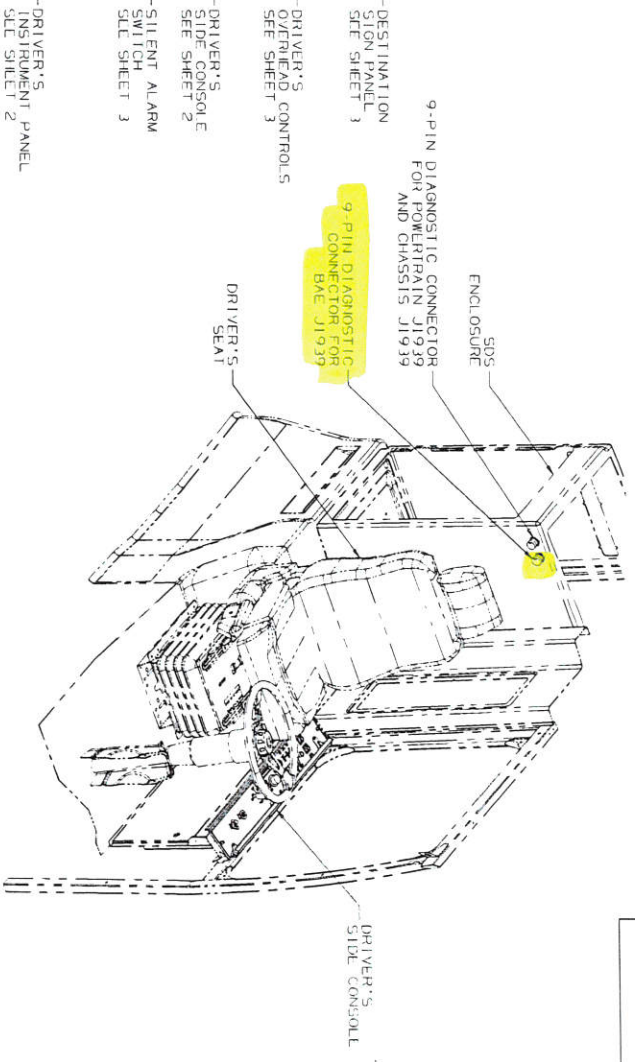 SDS
ENCLOSURE
9-PIN DIAGNOSTIC CONNECTOR
FOR POWERTRAIN J1939
AND CHASSIS J1939
9-PIN DIAGNOSTIC
CONNECTOR FOR
BAE J1939
DRIVER'S
SEAT
DRIVER'S
SIDE CONSOLE
DESTINATION
SIGN PANEL
SEE SHEET 3
DRIVER'S
OVERHEAD CONTROLS
SEE SHEET 3
DRIVER'S
SIDE CONSOLE
SEE SHEET 2
SILENT ALARM
SWITCH
SEE SHEET 3
DRIVER'S
INSTRUMENT PANEL
SEE SHEET 2